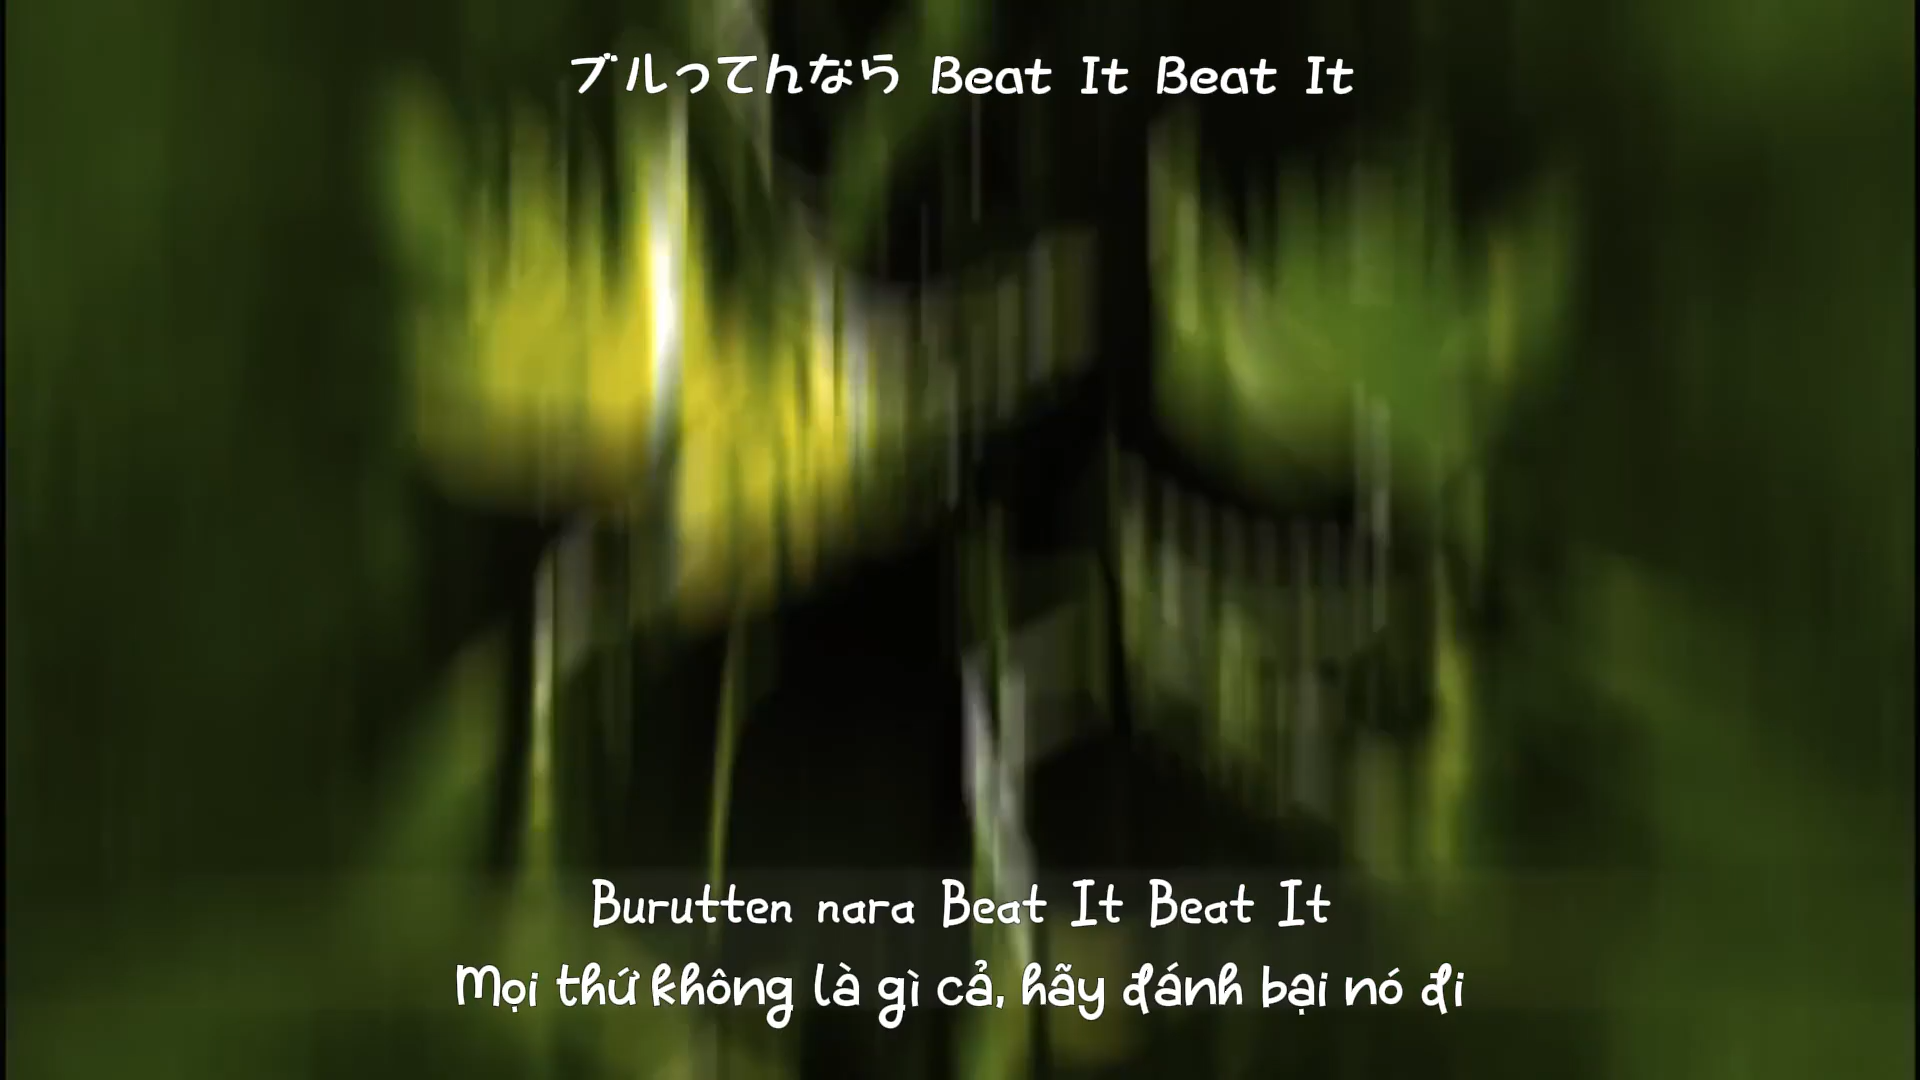 ブルってんなら Beat It Beat It
Burutten nara Beat It Beat It
Mọi thứ không là gì cả, hãy đánh bại nó đi